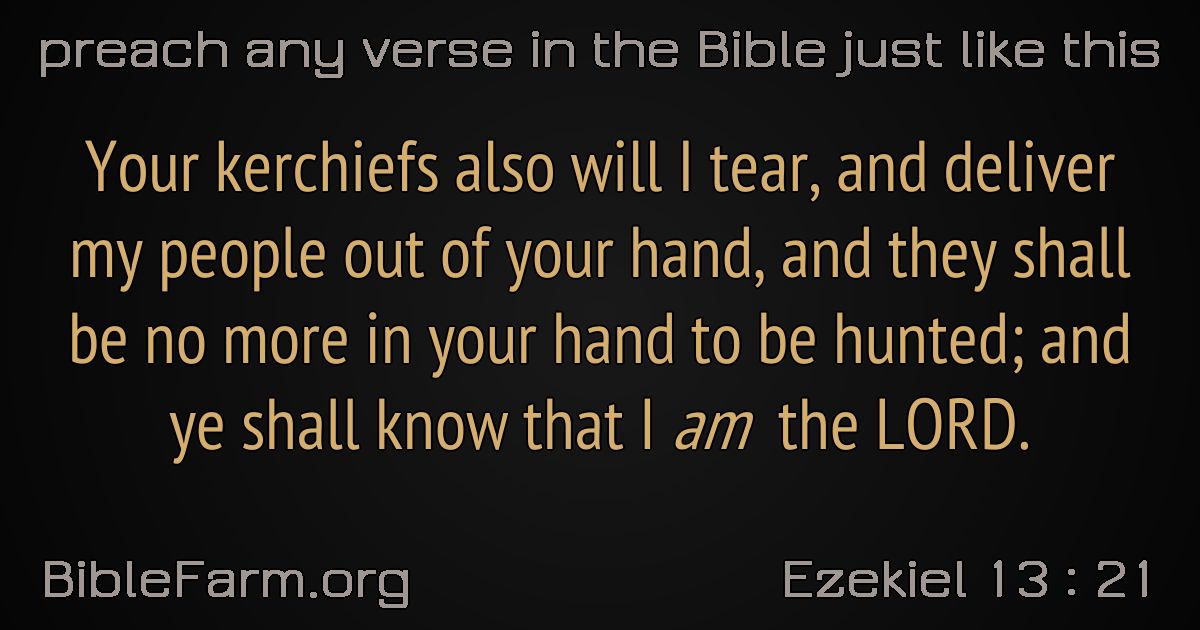 preach any verse in the Bible just like this
Your kerchiefs also will I tear, and deliver
my people out of your hand, and they shall
be no more in your hand to be hunted; and
ye shall know that I am the LORD.
BibleFarm.org
Ezekiel 13 : 21